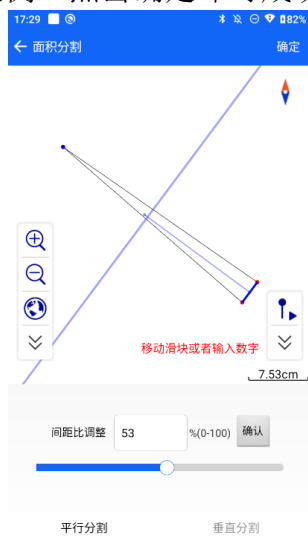 17:29 82%
面积分割 确定
移动滑块或者输入数字
7.53cm
间距比调整 53 %(0-100) 确认
平行分割 垂直分割